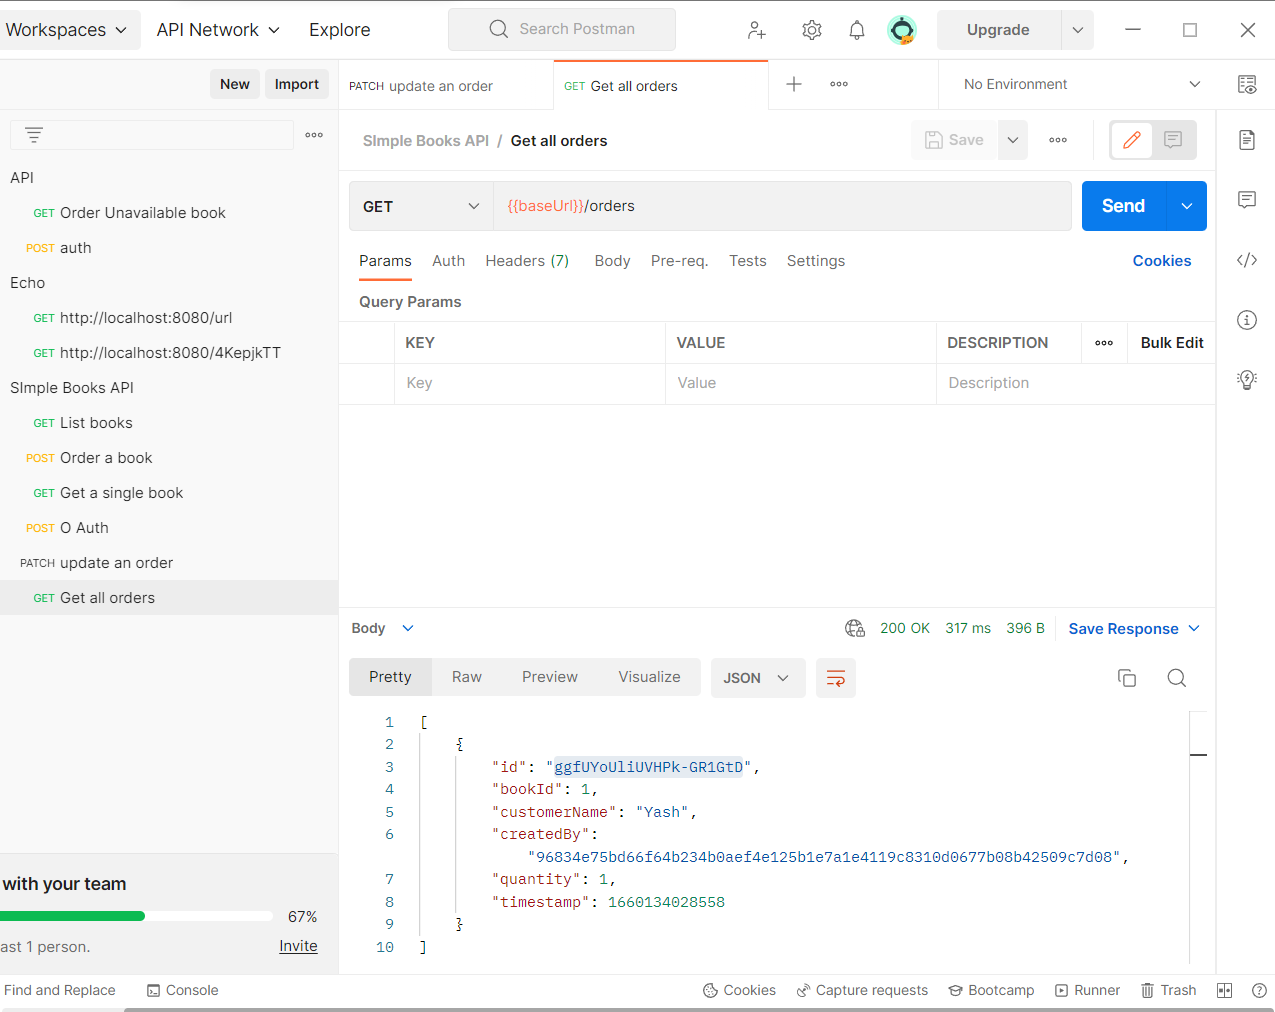 Workspaces API Network Explore Search Postman Upgrade
New Import PATCH update an order GET Get all orders No Environment
SImple Books API / Get all orders Save
API
GET Order Unavailable book
POST auth
Echo
GET http://localhost:8080/url
GET http://localhost:8080/4KepjkTT
SImple Books API
GET List books
POST Order a book
GET Get a single book
POST O Auth
PATCH update an order
GET Get all orders
with your team
67%
ast 1 person. Invite
GET {{baseUrl}}/orders Send
Params Auth Headers (7) Body Pre-req. Tests Settings Cookies
Query Params
KEY VALUE DESCRIPTION Bulk Edit
Key Value Description
Body 200 OK 317 ms 396 B Save Response
Pretty Raw Preview Visualize JSON
1 [
2 {
3 "id": "ggfUYoUliUVHPk-GR1GtD",
4 "bookId": 1,
5 "customerName": "Yash",
6 "createdBy":
"96834e75bd66f64b234b0aef4e125b1e7a1e4119c8310d0677b08b42509c7d08",
7 "quantity": 1,
8 "timestamp": 1660134028558
9 }
10 ]
Find and Replace Console Cookies Capture requests Bootcamp Runner Trash